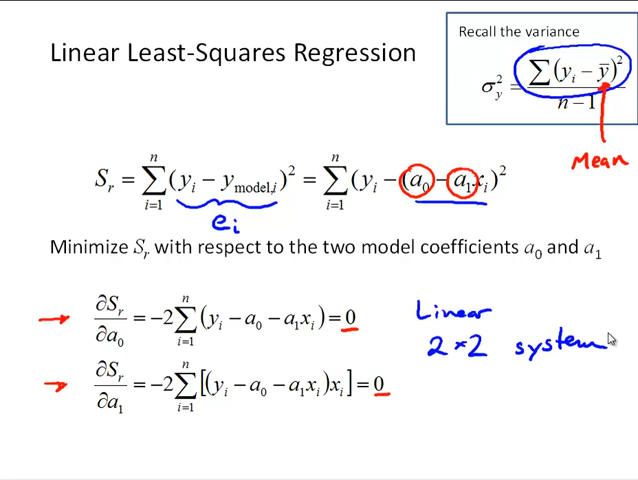 Linear Least-Squares Regression
Recall the variance
σ_y^2 = ∑(y_i − ȳ)^2 / (n−1)
Mean
S_r = ∑_{i=1}^{n} (y_i − y_{model,i})^2 = ∑_{i=1}^{n} (y_i − (a_0 − a_1x_i)^2
e_i
Minimize S_r with respect to the two model coefficients a_0 and a_1
∂S_r/∂a_0 = −2∑_{i=1}^{n} (y_i − a_0 − a_1x_i) = 0
Linear
2×2 system
∂S_r/∂a_1 = −2∑_{i=1}^{n} [(y_i − a_0 − a_1x_i)x_i] = 0